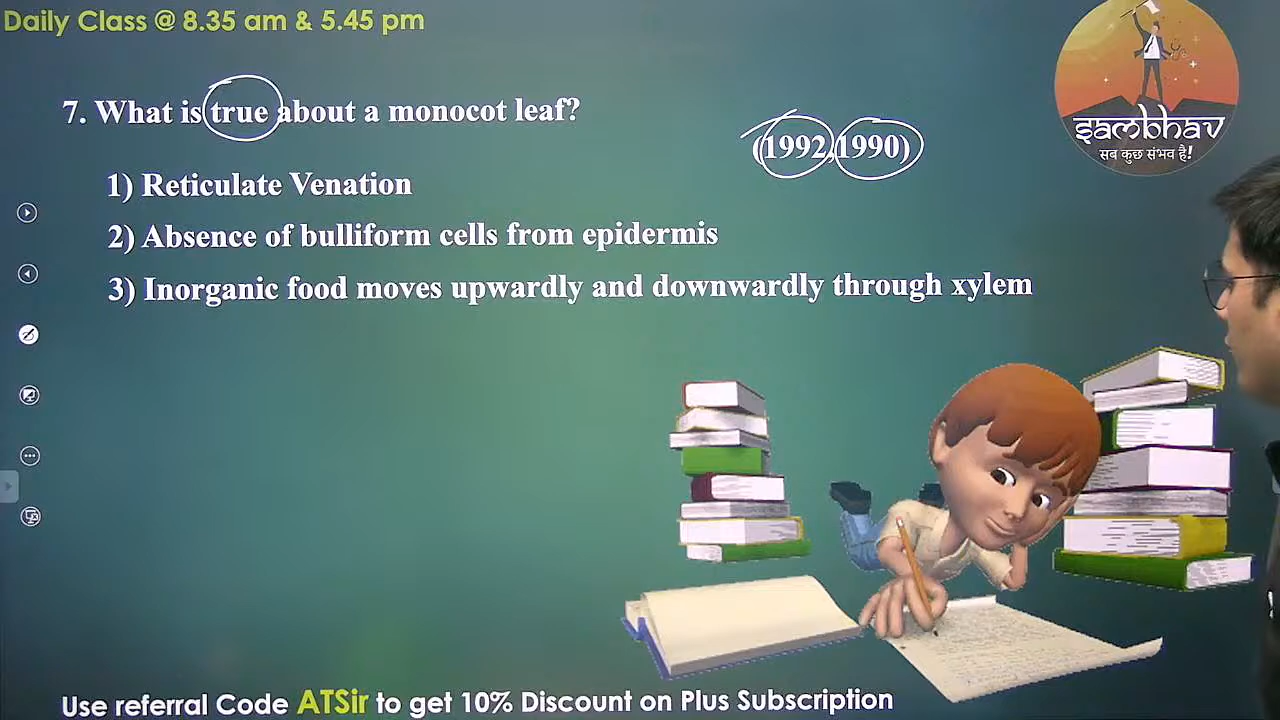 Daily Class @ 8.35 am & 5.45 pm
7. What is true about a monocot leaf?
(1992,1990)
1) Reticulate Venation
2) Absence of bulliform cells from epidermis
3) Inorganic food moves upwardly and downwardly through xylem
sambhav
सब कुछ संभव है!
Use referral Code ATSir to get 10% Discount on Plus Subscription